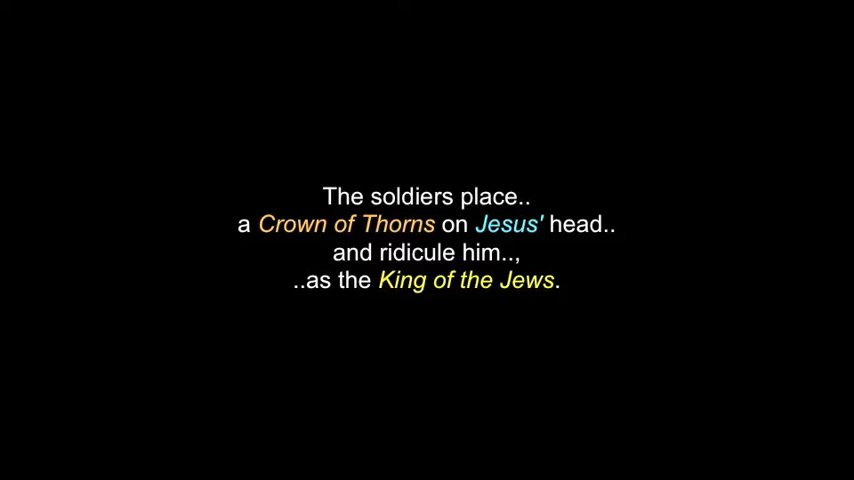 The soldiers place..
a Crown of Thorns on Jesus' head..
and ridicule him..,
..as the King of the Jews.